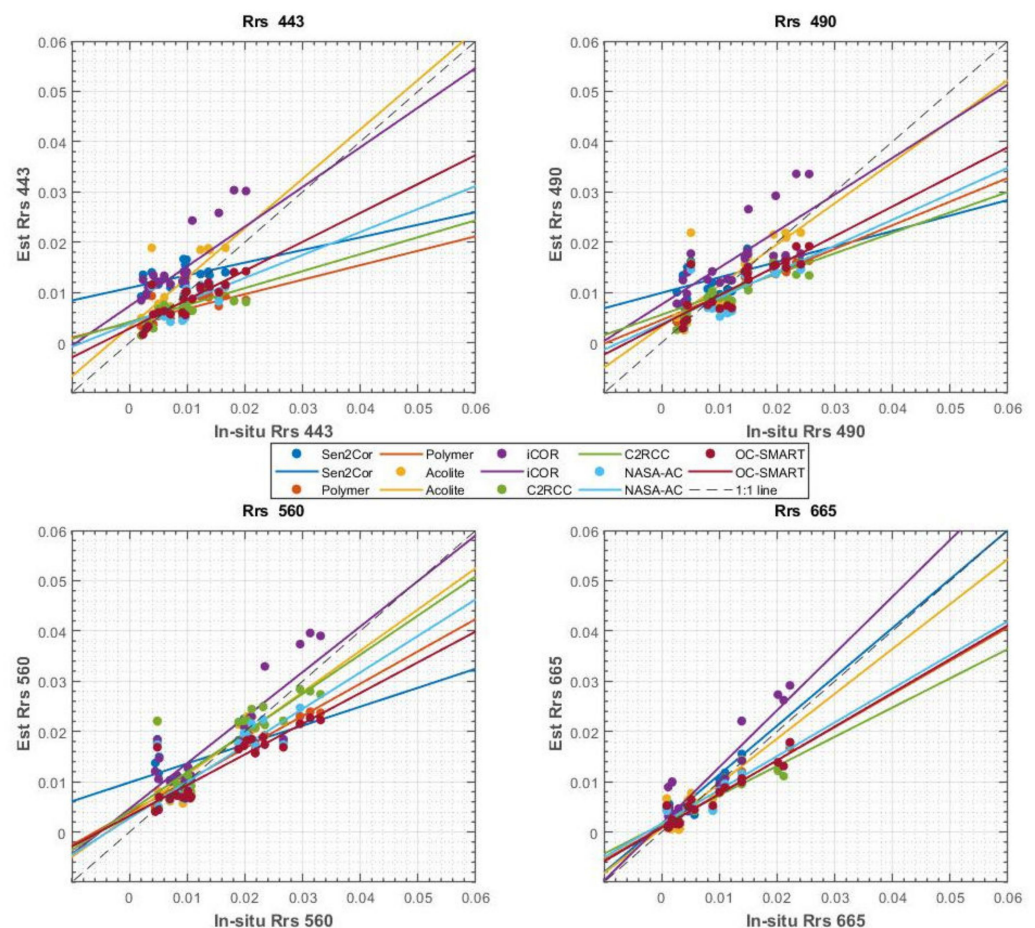 Rrs 443
Rrs 490
0.06
0.05
0.04
0.03
0.02
0.01
0
Est Rrs 443
0 0.01 0.02 0.03 0.04 0.05 0.06
In-situ Rrs 443
0.06
0.05
0.04
0.03
0.02
0.01
0
Est Rrs 490
0 0.01 0.02 0.03 0.04 0.05 0.06
In-situ Rrs 490
Sen2Cor Polymer iCOR C2RCC OC-SMART
Sen2Cor Acolite iCOR NASA-AC OC-SMART
Polymer Acolite C2RCC NASA-AC 1:1 line
Rrs 560
Rrs 665
0.06
0.05
0.04
0.03
0.02
0.01
0
Est Rrs 560
0 0.01 0.02 0.03 0.04 0.05 0.06
In-situ Rrs 560
0.06
0.05
0.04
0.03
0.02
0.01
0
Est Rrs 665
0 0.01 0.02 0.03 0.04 0.05 0.06
In-situ Rrs 665